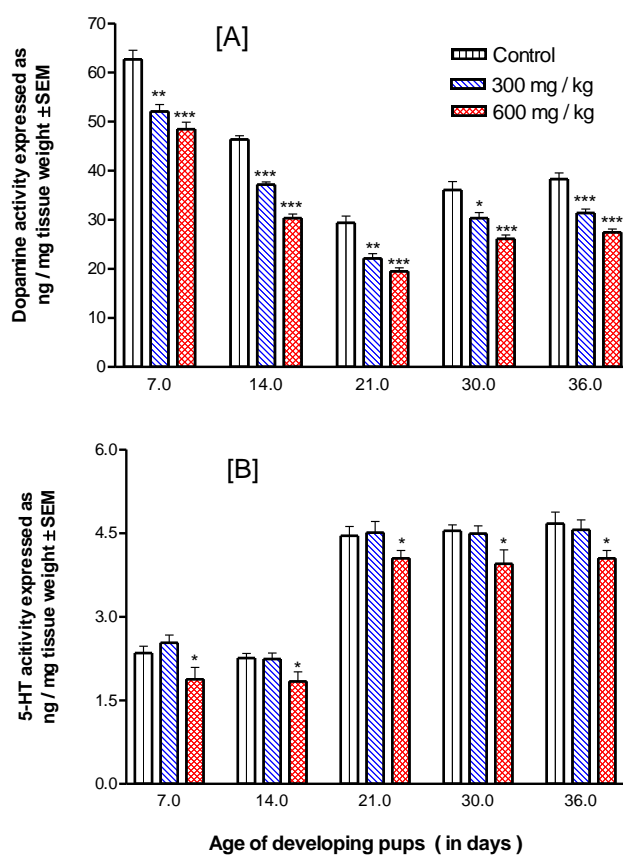 [A]
Control
300 mg / kg
600 mg / kg
Dopamine activity expressed as
ng / mg tissue weight ±SEM
70
60
50
40
30
20
10
0
** *** *** *** ** *** * *** *** ***
7.0 14.0 21.0 30.0 36.0
[B]
5-HT acitivity expressed as
ng / mg tissue weight ±SEM
6.0
4.5
3.0
1.5
0.0
* * * * *
7.0 14.0 21.0 30.0 36.0
Age of developing pups ( in days )